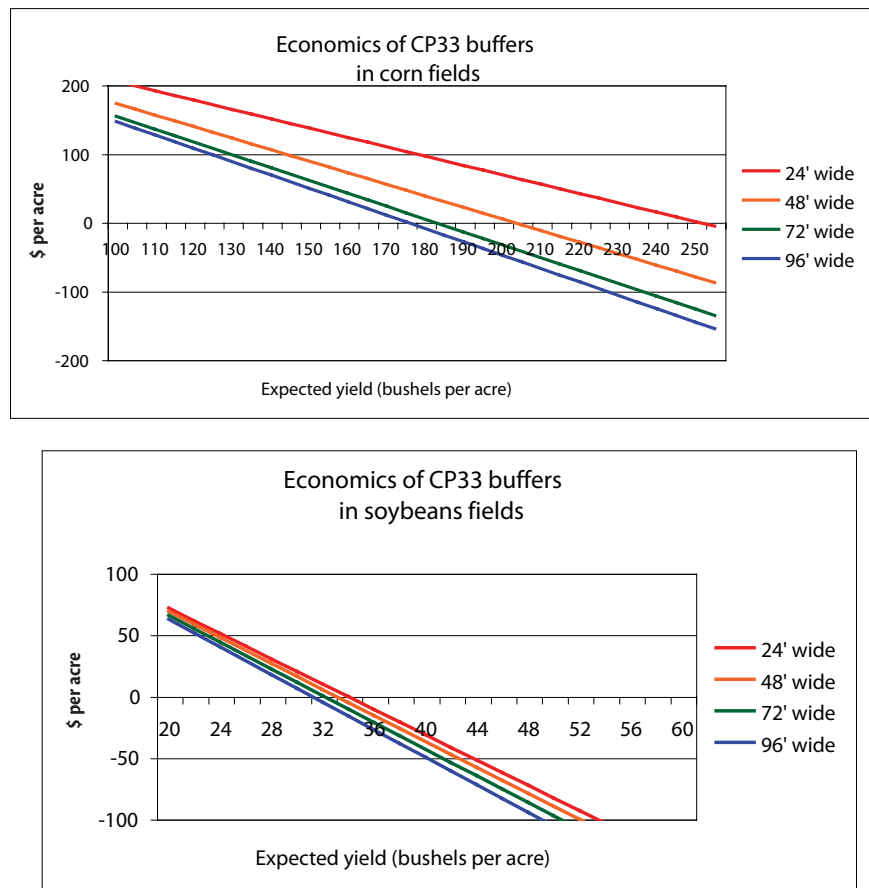 Economics of CP33 buffers
in corn fields
200
100
0
-100
-200
$ per acre
100 110 120 130 140 150 160 170 180 190 200 210 220 230 240 250
Expected yield (bushels per acre)
24' wide
48' wide
72' wide
96' wide
Economics of CP33 buffers
in soybeans fields
100
50
0
-50
-100
$ per acre
20 24 28 32 36 40 44 48 52 56 60
Expected yield (bushels per acre)
24' wide
48' wide
72' wide
96' wide